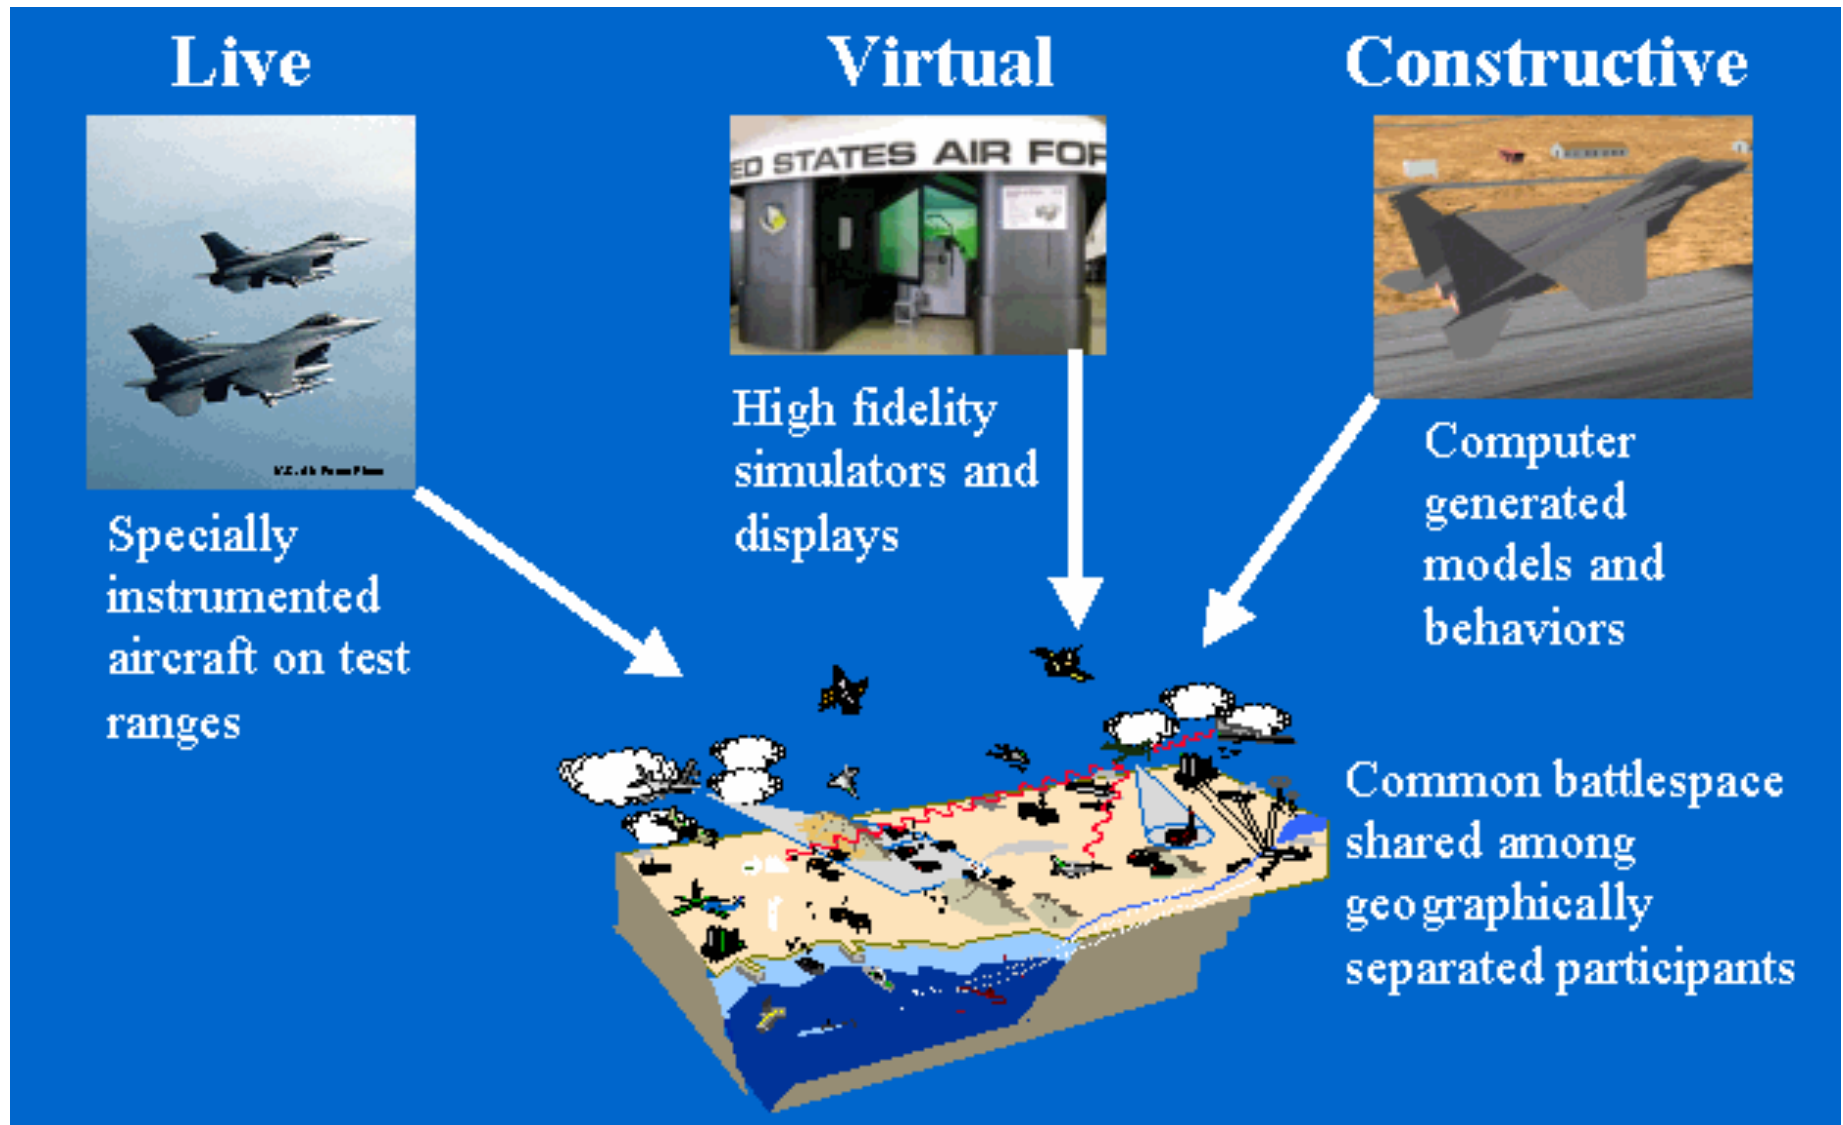 Live
Specially
instrumented
aircraft on test
ranges
Virtual
ED STATES AIR FOR
High fidelity
simulators and
displays
Constructive
Computer
generated
models and
behaviors
Common battlespace
shared among
geographically
separated participants